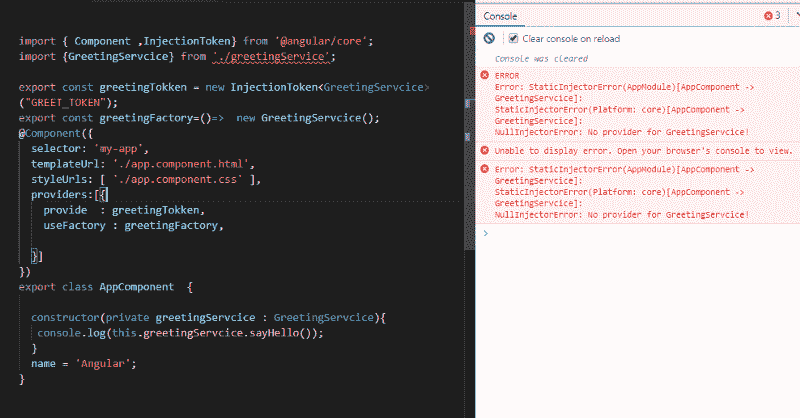 import { Component ,InjectionToken} from '@angular/core';
import {GreetingServcice} from './greetingService';
export const greetingTokken = new InjectionToken<GreetingServcice>
("GREET_TOKEN");
export const greetingFactory=()=>  new GreetingServcice();
@Component({
selector: 'my-app',
templateUrl: './app.component.html',
styleUrls: [ './app.component.css' ],
providers:[{
provide  : greetingTokken,
useFactory : greetingFactory,
}]
})
export class AppComponent  {
constructor(private greetingServcice : GreetingServcice){
console.log(this.greetingServcice.sayHello());
}
name = 'Angular';
}
Console
3
Clear console on reload
Console was cleared
ERROR
Error: StaticInjectorError(AppModule)[AppComponent ->
GreetingServcice]:
StaticInjectorError(Platform: core)[AppComponent ->
GreetingServcice]:
NullInjectorError: No provider for GreetingServcice!
Unable to display error. Open your browser's console to view.
Error: StaticInjectorError(AppModule)[AppComponent ->
GreetingServcice]:
StaticInjectorError(Platform: core)[AppComponent ->
GreetingServcice]:
NullInjectorError: No provider for GreetingServcice!
>